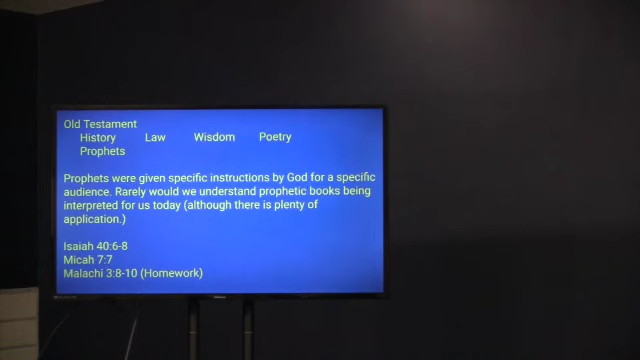 Old Testament
History Law Wisdom Poetry
Prophets
Prophets were given specific instructions by God for a specific
audience. Rarely would we understand prophetic books being
interpreted for us today (although there is plenty of
application.)
Isaiah 40:6-8
Micah 7:7
Malachi 3:8-10 (Homework)